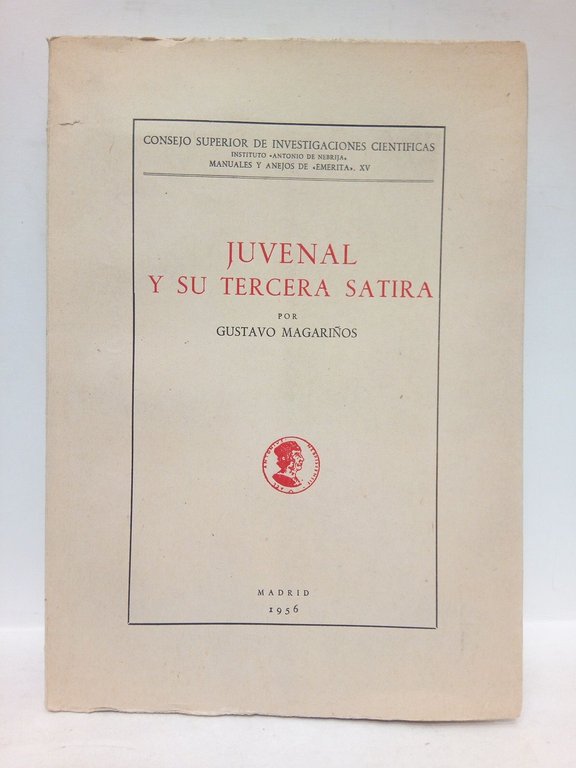 CONSEJO SUPERIOR DE INVESTIGACIONES CIENTIFICAS
INSTITUTO «ANTONIO DE NEBRIJA»
MANUALES Y ANEJOS DE «EMERITA», XV
JUVENAL
Y SU TERCERA SATIRA
POR
GUSTAVO MAGARIÑOS
MADRID
1956